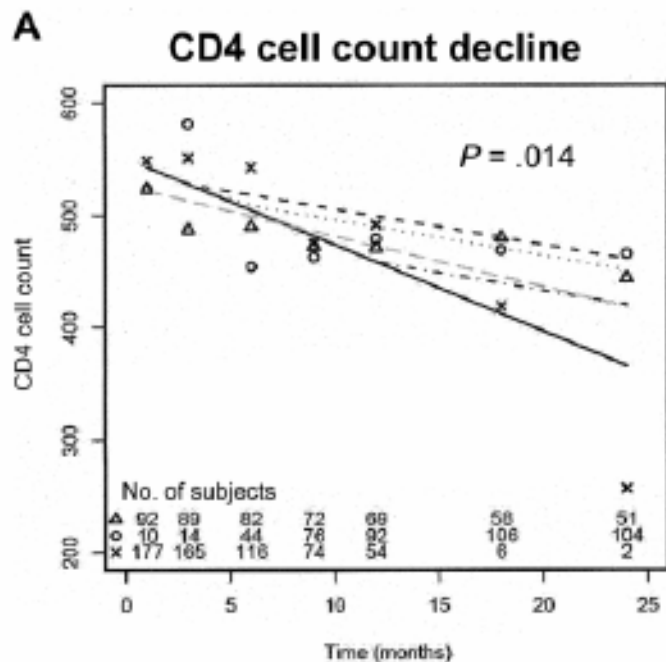 A
CD4 cell count decline
P = .014
CD4 cell count
600
500
400
300
200
No. of subjects
△ 92 89 82 72 69 58 51
○ 10 14 44 76 92 106 104
× 177 165 116 74 54 6 2
0 5 10 15 20 25
Time (months)